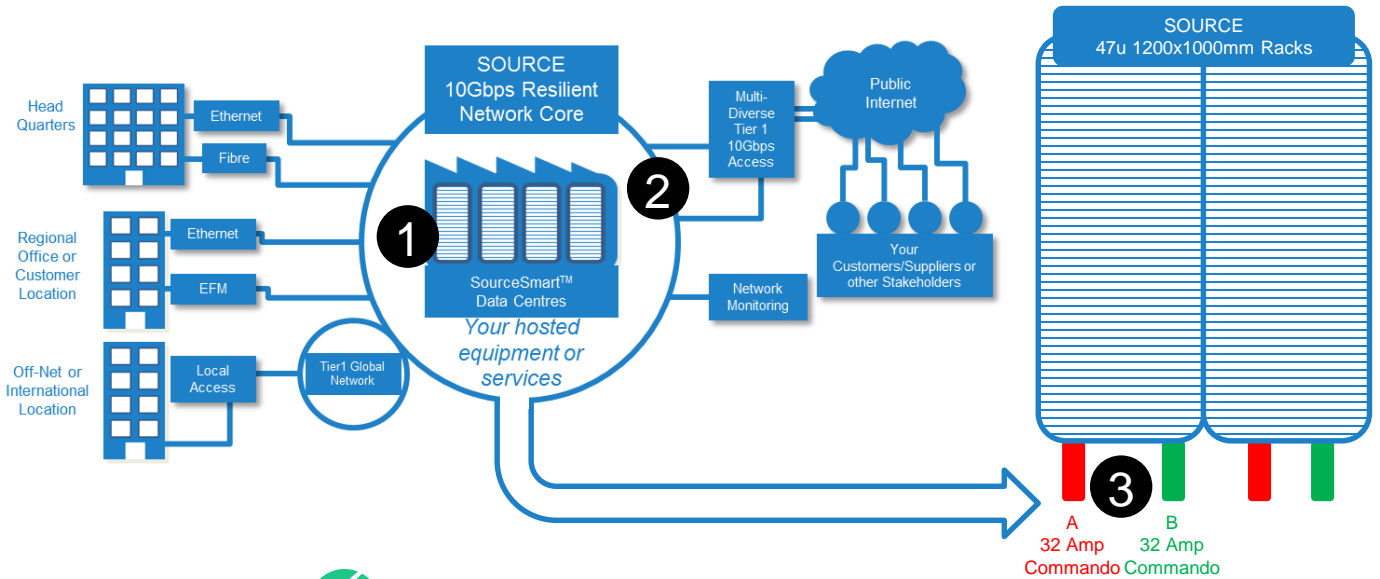 SOURCE
10Gbps Resilient
Network Core
SOURCE
47u 1200x1000mm Racks
Head
Quarters
Ethernet
Fibre
Multi-
Diverse
Tier 1
10Gbps
Access
Public
Internet
1
2
Regional
Office or
Customer
Location
Ethernet
EFM
SourceSmart™
Data Centres
Your hosted
equipment or
services
Network
Monitoring
Your
Customers/Suppliers or
other Stakeholders
Off-Net or
International
Location
Local
Access
Tier1 Global
Network
3
A
32 Amp
Commando
B
32 Amp
Commando